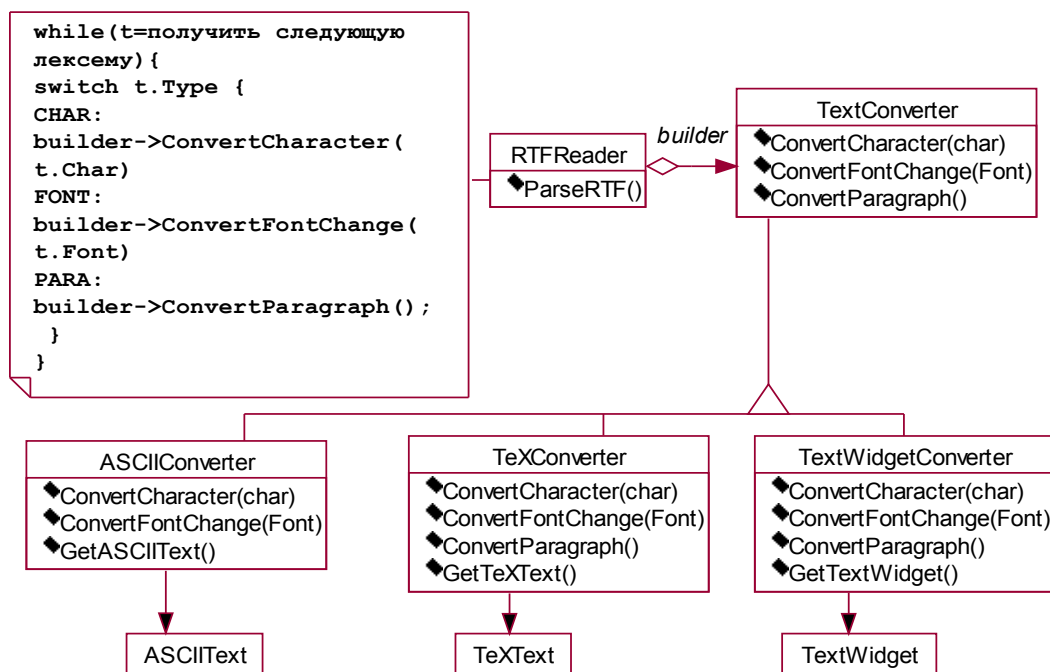 while(t=получить следующую
лексему){
switch t.Type {
CHAR:
builder->ConvertCharacter(
t.Char)
FONT:
builder->ConvertFontChange(
t.Font)
PARA:
builder->ConvertParagraph();
}
}
RTFReader
ParseRTF()
builder
TextConverter
ConvertCharacter(char)
ConvertFontChange(Font)
ConvertParagraph()
ASCIIConverter
ConvertCharacter(char)
ConvertFontChange(Font)
GetASCIIText()
TeXConverter
ConvertCharacter(char)
ConvertFontChange(Font)
ConvertParagraph()
GetTeXText()
TextWidgetConverter
ConvertCharacter(char)
ConvertFontChange(Font)
ConvertParagraph()
GetTextWidget()
ASCIIText
TeXText
TextWidget